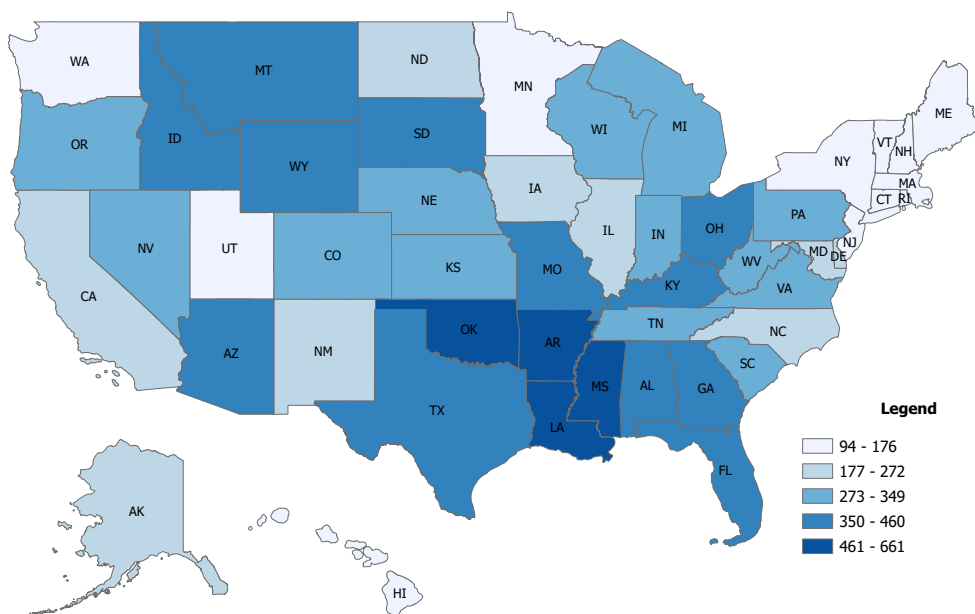 WA
MT
ND
MN
ME
OR
ID
SD
WI
MI
VT
NH
NY
WY
MA
CT
RI
IA
NE
PA
NJ
NV
UT
CO
IL
IN
OH
MD
DE
KS
MO
WV
VA
CA
KY
AZ
NM
OK
AR
TN
NC
SC
TX
MS
AL
GA
LA
FL
AK
HI
Legend
94 - 176
177 - 272
273 - 349
350 - 460
461 - 661